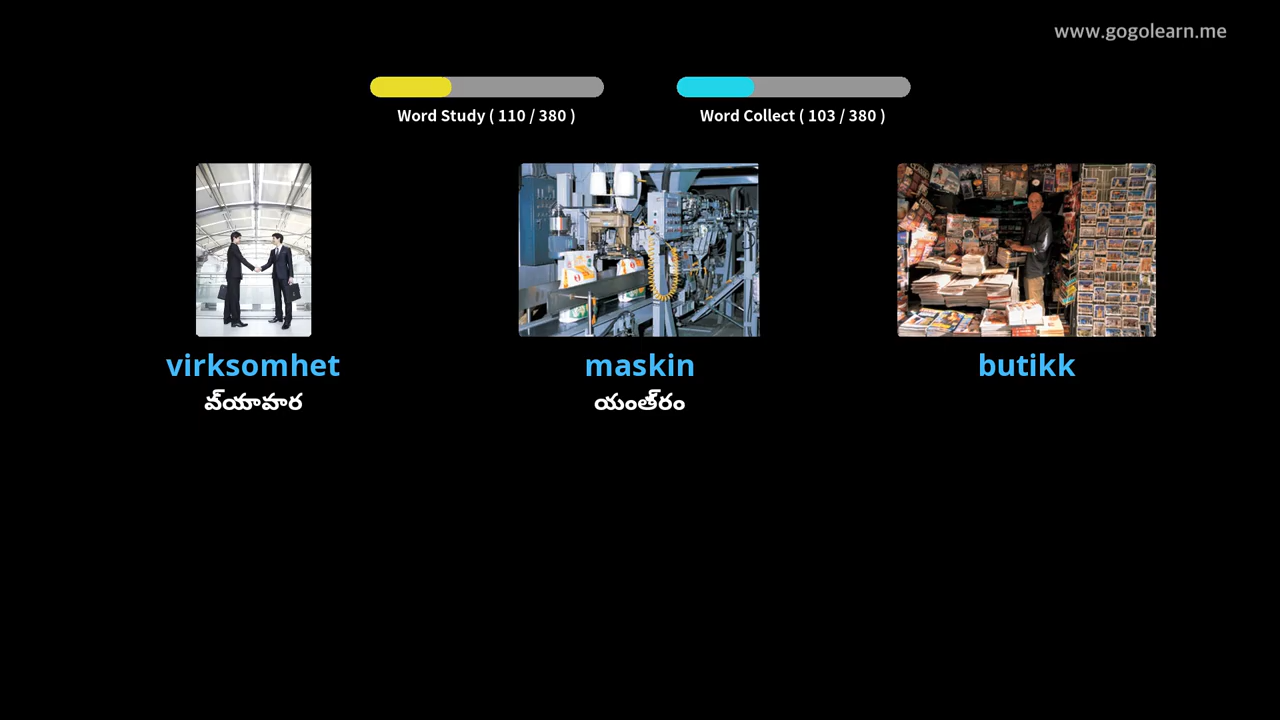 www.gogolearn.me
Word Study ( 110 / 380 )
Word Collect ( 103 / 380 )
virksomhet
maskin
butikk
వ్యాపార
యంత్రం